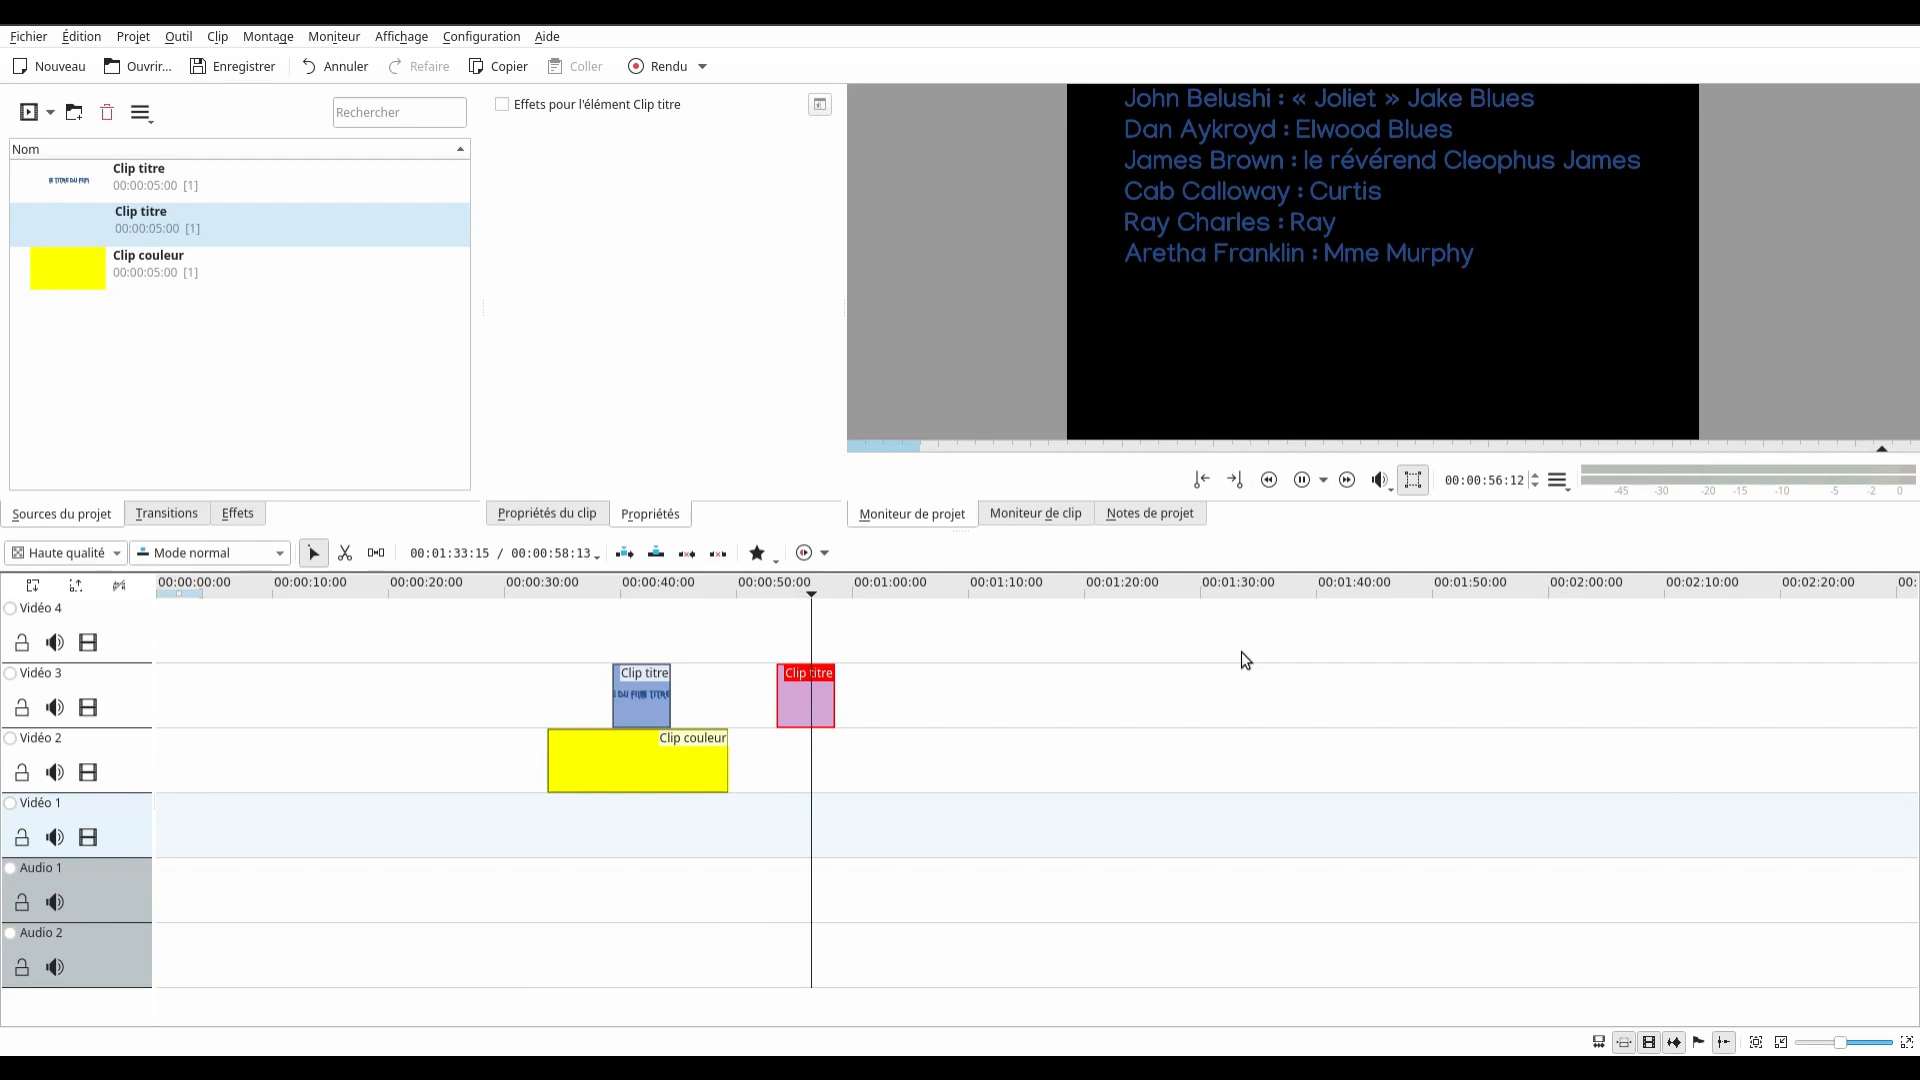 Fichier Édition Projet Outil Clip Montage Moniteur Affichage Configuration Aide
Nouveau Ouvrir... Enregistrer Annuler Refaire Copier Coller Rendu
Rechercher
Nom
Clip titre
00:00:05:00 [1]
Clip titre
00:00:05:00 [1]
Clip couleur
00:00:05:00 [1]
Effets pour l'élément Clip titre
John Belushi : « Joliet » Jake Blues
Dan Aykroyd : Elwood Blues
James Brown : le révérend Cleophus James
Cab Calloway : Curtis
Ray Charles : Ray
Aretha Franklin : Mme Murphy
00:00:56:12
-45 -30 -20 -15 -10 -5 -2 0
Sources du projet Transitions Effets
Propriétés du clip Propriétés
Moniteur de projet Moniteur de clip Notes de projet
Haute qualité Mode normal 00:01:33:15 / 00:00:58:13
00:00:00:00 00:00:10:00 00:00:20:00 00:00:30:00 00:00:40:00 00:00:50:00 00:01:00:00 00:01:10:00 00:01:20:00 00:01:30:00 00:01:40:00 00:01:50:00 00:02:00:00 00:02:10:00 00:02:20:00 00:
Vidéo 4
Vidéo 3
Clip titre
Clip titre
Vidéo 2
Clip couleur
Vidéo 1
Audio 1
Audio 2